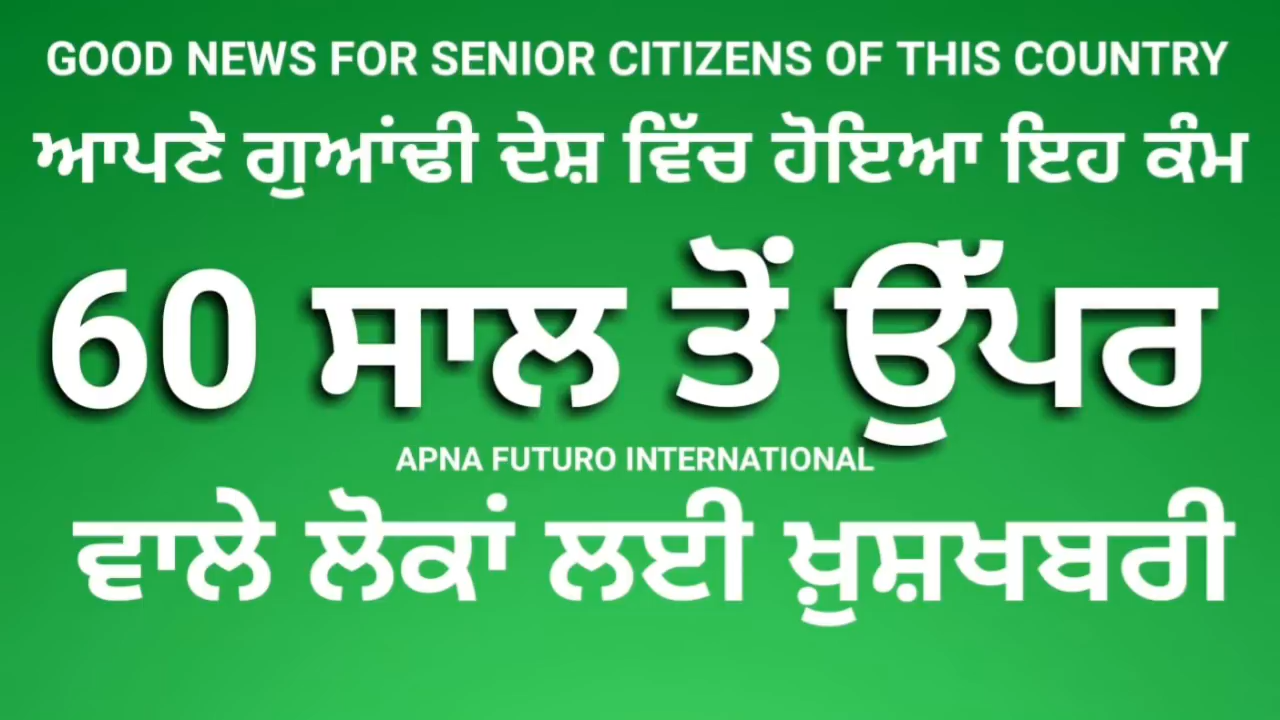 GOOD NEWS FOR SENIOR CITIZENS OF THIS COUNTRY
ਆਪਣੇ ਗੁਆਂਢੀ ਦੇਸ਼ ਵਿੱਚ ਹੋਇਆ ਇਹ ਕੰਮ
60 ਸਾਲ ਤੋਂ ਉੱਪਰ
APNA FUTURO INTERNATIONAL
ਵਾਲੇ ਲੋਕਾਂ ਲਈ ਖ਼ੁਸ਼ਖਬਰੀ